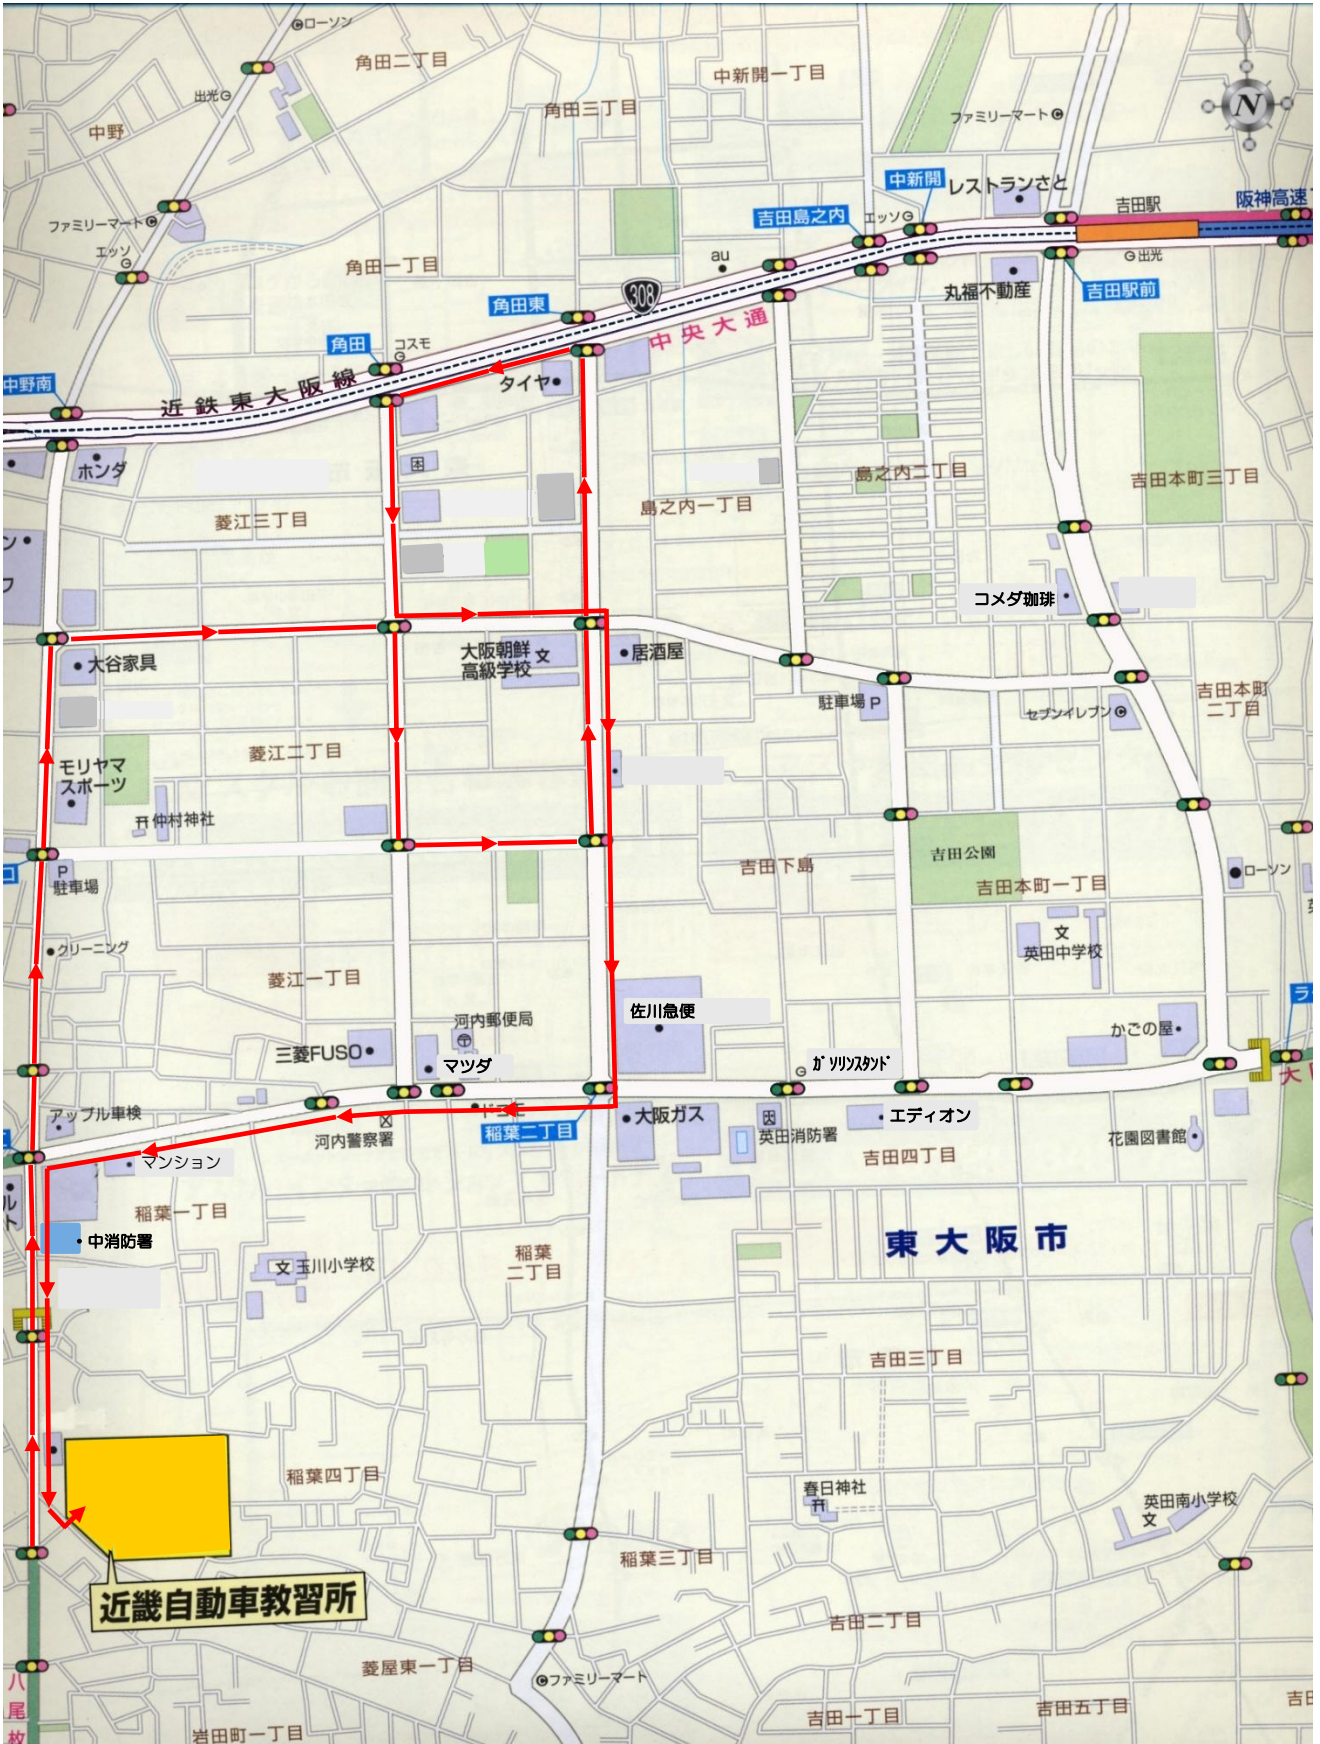 ローソン
角田二丁目
中新開一丁目
出光
角田三丁目
ファミリーマート
中野
N
中新開
レストランさと
吉田駅
阪神高速
吉田島之内
エッソ
ファミリーマート
エッソ
au
出光
角田一丁目
308
丸福不動産
吉田駅前
角田東
中央大通
角田
コスモ
中野南
近鉄東大阪線
タイヤ
ホンダ
島之内二丁目
吉田本町三丁目
菱江三丁目
島之内一丁目
ン
フ
コメダ珈琲
大谷家具
大阪朝鮮
高級学校
文
居酒屋
駐車場 P
吉田本町
二丁目
セブンイレブン
菱江二丁目
モリヤマ
スポーツ
仲村神社
吉田公園
吉田下島
吉田本町一丁目
ローソン
口
P
駐車場
文
英田中学校
クリーニング
菱江一丁目
佐川急便
河内郵便局
かごの屋
三菱FUSO
マツダ
ガソリンスタンド
ラ
大
アップル車検
ドコモ
河内警察署
稲葉二丁目
大阪ガス
英田消防署
エディオン
花園図書館
マンション
吉田四丁目
ル
ト
稲葉一丁目
中消防署
東大阪市
稲葉
二丁目
文 玉川小学校
吉田三丁目
稲葉四丁目
春日神社
英田南小学校
文
稲葉三丁目
近畿自動車教習所
吉田二丁目
菱屋東一丁目
ファミリーマート
八
尾
枚
吉田一丁目
吉田五丁目
吉
岩田町一丁目